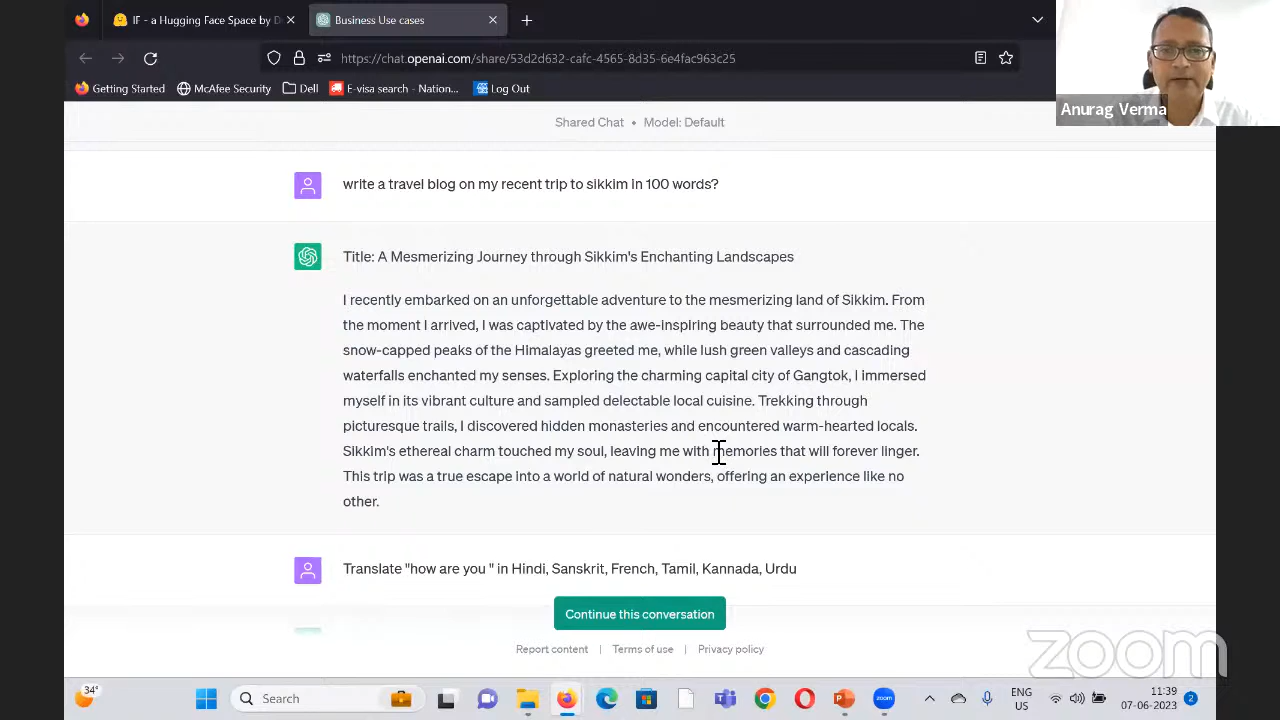 IF - a Hugging Face Space by D
Business Use cases
https://chat.openai.com/share/53d2d632-cafc-4565-8d35-6e4fac963c25
Getting Started
McAfee Security
Dell
E-visa search - Nation...
Log Out
Anurag Verma
Shared Chat • Model: Default
write a travel blog on my recent trip to sikkim in 100 words?
Title: A Mesmerizing Journey through Sikkim's Enchanting Landscapes
I recently embarked on an unforgettable adventure to the mesmerizing land of Sikkim. From
the moment I arrived, I was captivated by the awe-inspiring beauty that surrounded me. The
snow-capped peaks of the Himalayas greeted me, while lush green valleys and cascading
waterfalls enchanted my senses. Exploring the charming capital city of Gangtok, I immersed
myself in its vibrant culture and sampled delectable local cuisine. Trekking through
picturesque trails, I discovered hidden monasteries and encountered warm-hearted locals.
Sikkim's ethereal charm touched my soul, leaving me with memories that will forever linger.
This trip was a true escape into a world of natural wonders, offering an experience like no
other.
Translate "how are you " in Hindi, Sanskrit, French, Tamil, Kannada, Urdu
Continue this conversation
Report content | Terms of use | Privacy policy
zoom
34°
Search
zoom
ENG
US
11:39
07-06-2023
2